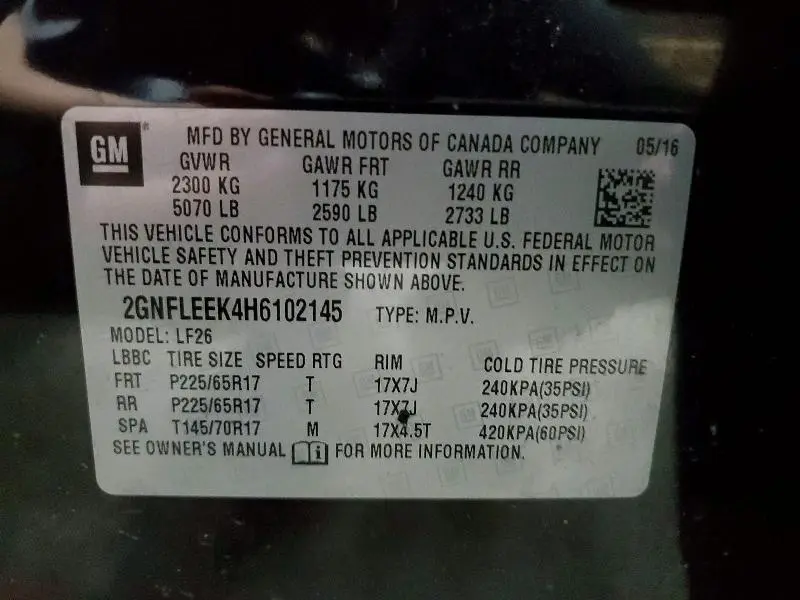 GM MFD BY GENERAL MOTORS OF CANADA COMPANY 05/16
GVWR GAWR FRT GAWR RR
2300 KG 1175 KG 1240 KG
5070 LB 2590 LB 2733 LB
THIS VEHICLE CONFORMS TO ALL APPLICABLE U.S. FEDERAL MOTOR
VEHICLE SAFETY AND THEFT PREVENTION STANDARDS IN EFFECT ON
THE DATE OF MANUFACTURE SHOWN ABOVE.
2GNFLEEK4H6102145 TYPE: M.P.V.
MODEL: LF26
LBBC TIRE SIZE SPEED RTG RIM COLD TIRE PRESSURE
FRT P225/65R17 T 17X7J 240KPA(35PSI)
RR P225/65R17 T 17X7J 240KPA(35PSI)
SPA T145/70R17 M 17X4.5T 420KPA(60PSI)
SEE OWNER'S MANUAL i FOR MORE INFORMATION.